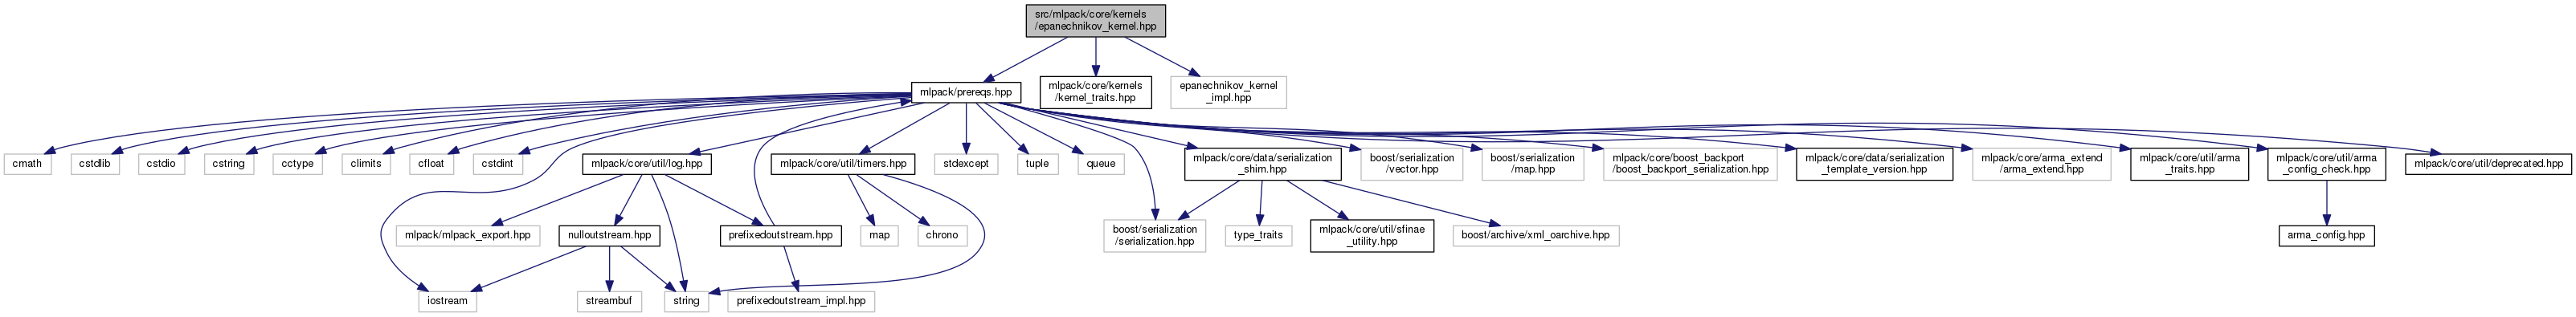 src/mlpack/core/kernels
/epanechnikov_kernel.hpp
mlpack/prereqs.hpp
mlpack/core/kernels
/kernel_traits.hpp
epanechnikov_kernel
_impl.hpp
cmath
cstdlib
cstdio
cstring
cctype
climits
cfloat
cstdint
mlpack/core/util/log.hpp
mlpack/core/util/timers.hpp
stdexcept
tuple
queue
mlpack/core/data/serialization
_shim.hpp
boost/serialization
/vector.hpp
boost/serialization
/map.hpp
mlpack/core/boost_backport
/boost_backport_serialization.hpp
mlpack/core/data/serialization
_template_version.hpp
mlpack/core/arma_extend
/arma_extend.hpp
mlpack/core/util/arma
_traits.hpp
mlpack/core/util/arma
_config_check.hpp
mlpack/core/util/deprecated.hpp
mlpack/mlpack_export.hpp
nulloutstream.hpp
prefixedoutstream.hpp
map
chrono
boost/serialization
/serialization.hpp
type_traits
mlpack/core/util/sfinae
_utility.hpp
boost/archive/xml_oarchive.hpp
arma_config.hpp
iostream
streambuf
string
prefixedoutstream_impl.hpp